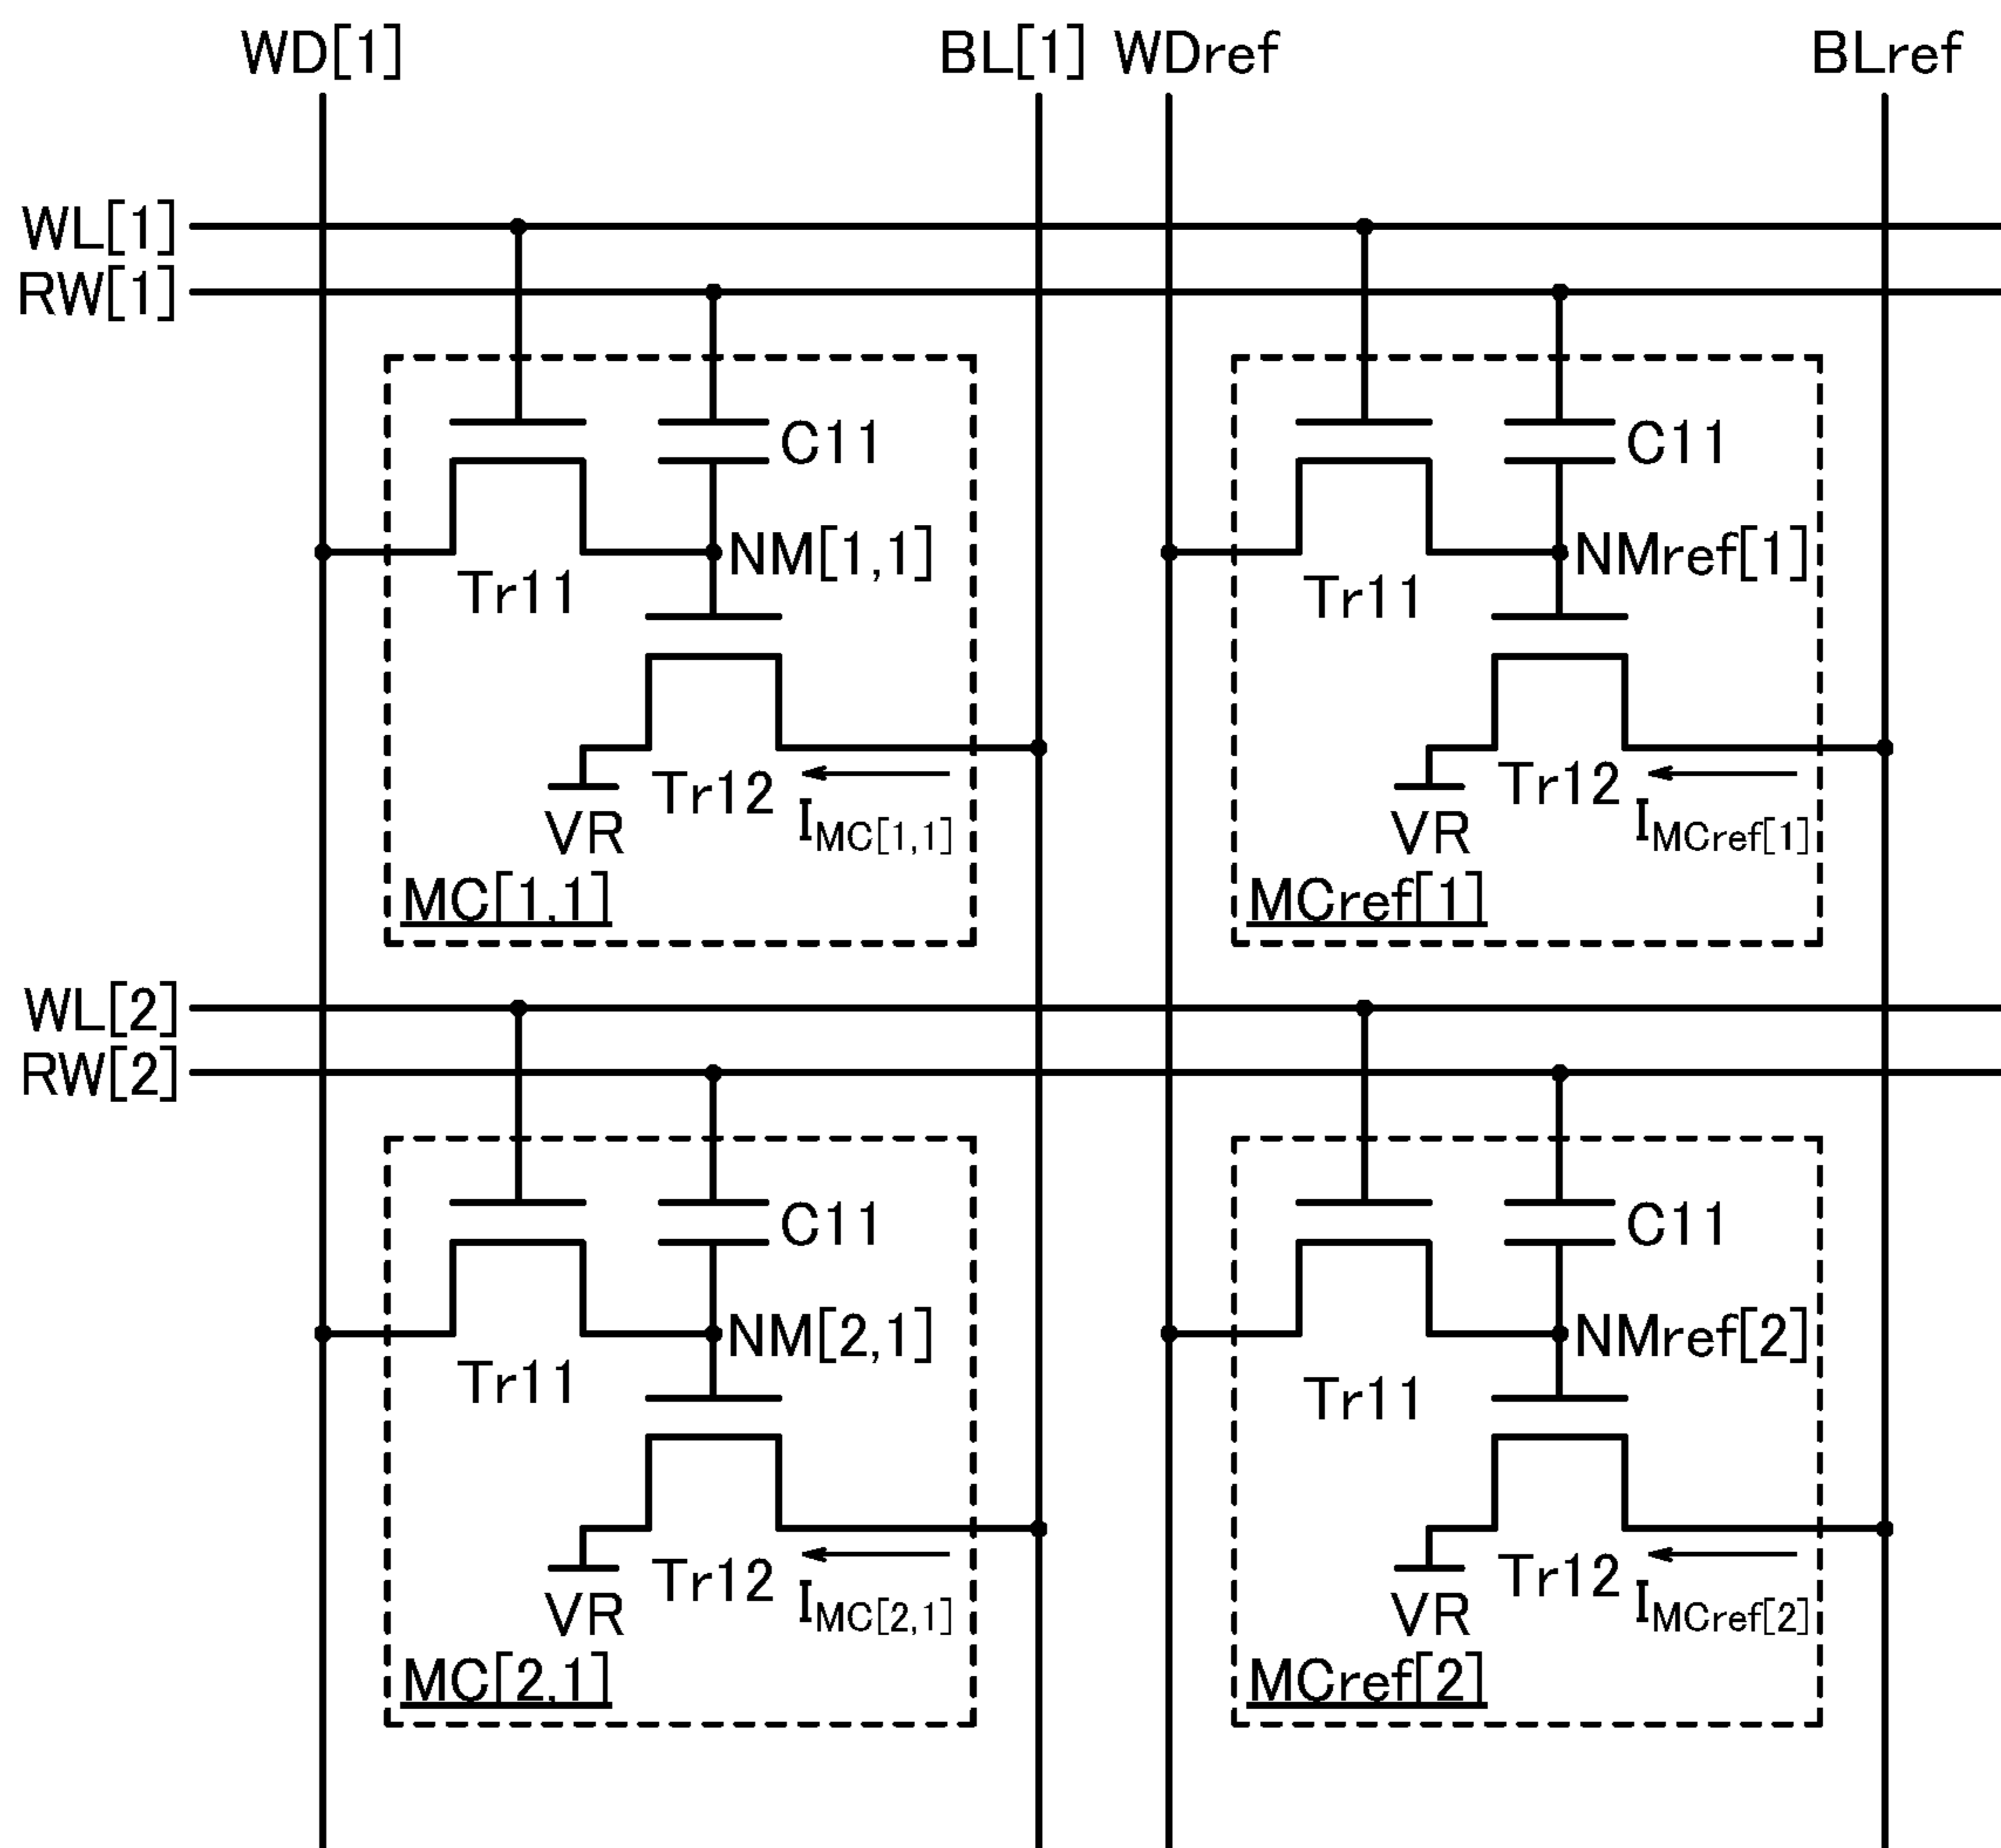 WD[1] BL[1] WDref BLref
WL[1]
RW[1]
C11 C11
NM[1,1] NMref[1]
Tr11 Tr11
Tr12 Tr12
VR IMC[1,1] VR IMCref[1]
MC[1,1] MCref[1]
WL[2]
RW[2]
C11 C11
NM[2,1] NMref[2]
Tr11 Tr11
Tr12 Tr12
VR IMC[2,1] VR IMCref[2]
MC[2,1] MCref[2]